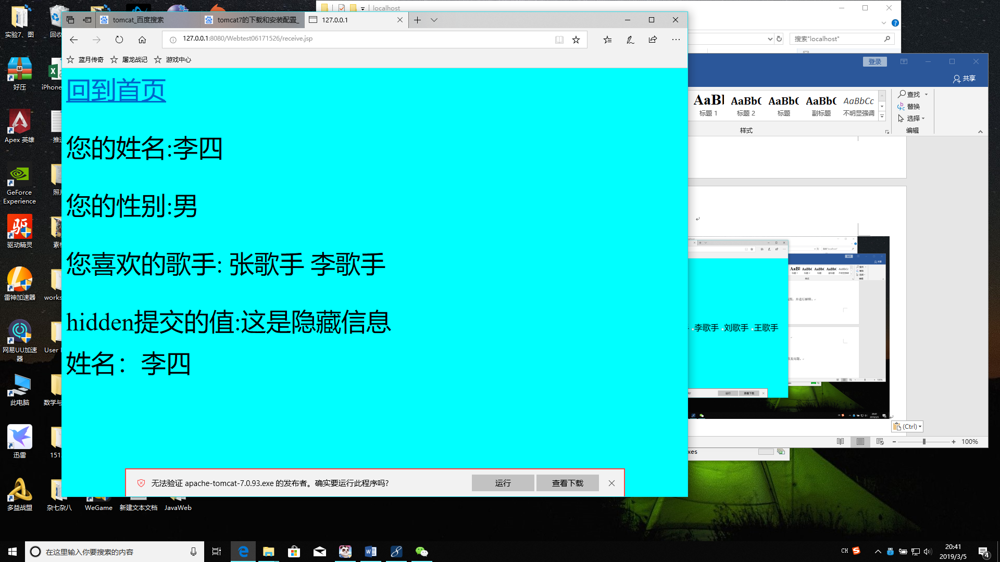 localhost
搜索"localhost"
tomcat_百度搜索
tomcat7的下载和安装配置_
127.0.0.1
127.0.0.1:8080/Webtest06171526/receive.jsp
蓝月传奇
屠龙战记
游戏中心
回到首页
您的姓名:李四
您的性别:男
您喜欢的歌手: 张歌手 李歌手
hidden提交的值:这是隐藏信息
姓名：李四
无法验证 apache-tomcat-7.0.93.exe 的发布者。确实要运行此程序吗?
运行
查看下载
登录
共享
AaBl
AaBbC
AaBbC
AaBbC
AaBbCc
标题 1
标题 2
标题
副标题
不明显强调
样式
查找
替换
选择
编辑
李歌手
刘歌手
王歌手
(Ctrl)
100%
xes
实验7、图
回收
好压
iPhone
Apex 英雄
推
GeForce
Experience
照
驱动精灵
素
雷神加速器
works
网易UU加速
器
User
此电脑
数学与
迅雷
151
多益战盟
杂七杂八
WeGame
新建文本文档
JavaWeb
在这里输入你要搜索的内容
CH
20:41
2019/3/5
4